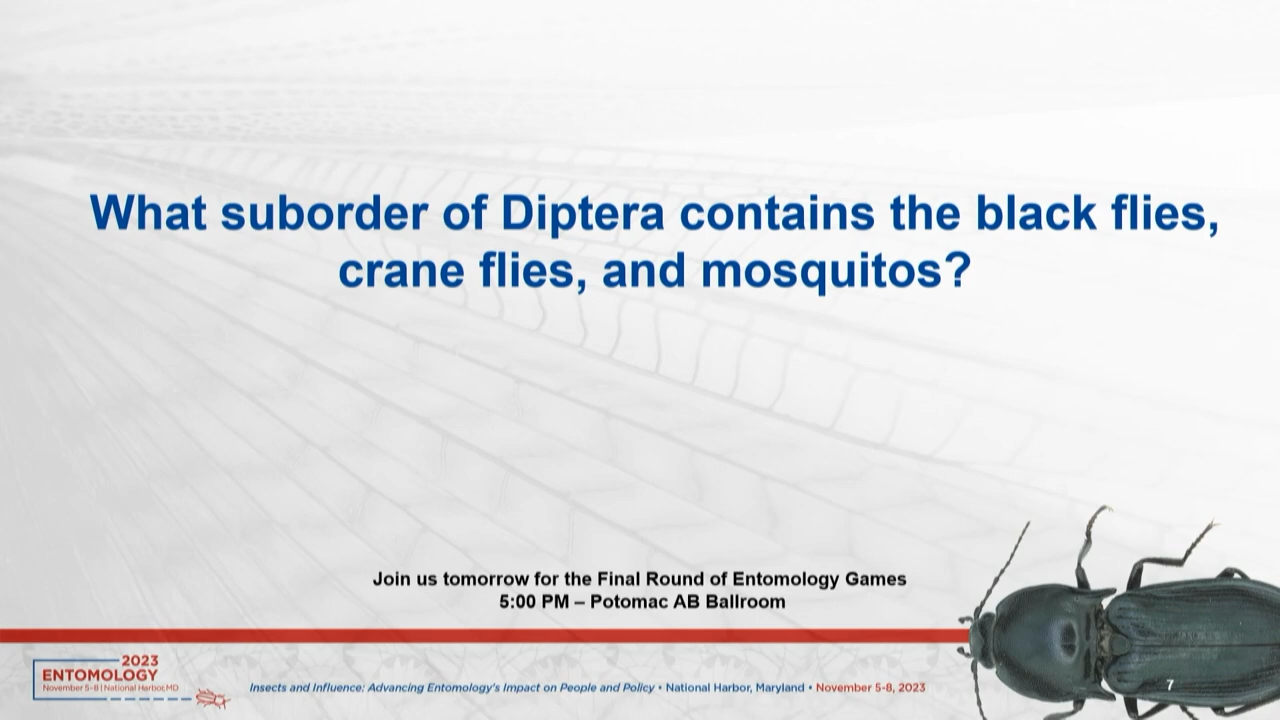 What suborder of Diptera contains the black flies,
crane flies, and mosquitos?
Join us tomorrow for the Final Round of Entomology Games
5:00 PM – Potomac AB Ballroom
2023
ENTOMOLOGY
November 5-8 | National Harbor, MD
Insects and Influence: Advancing Entomology's Impact on People and Policy • National Harbor, Maryland • November 5-8, 2023
7